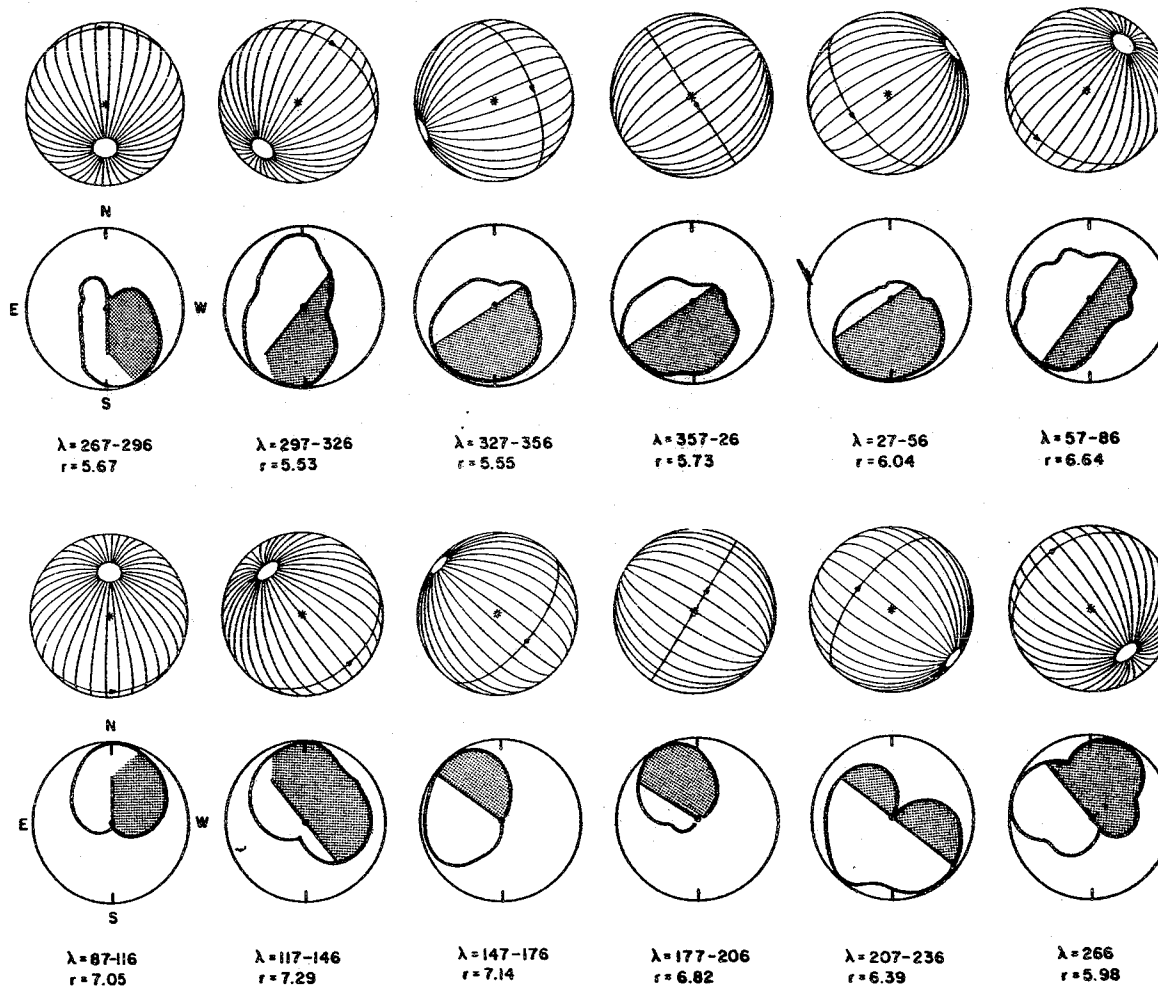 N
E W
S
λ=267-296 λ=297-326 λ=327-356 λ=357-26 λ=27-56 λ=57-86
r=5.67 r=5.53 r=5.55 r=5.73 r=6.04 r=6.64
N
E W
S
λ=87-116 λ=117-146 λ=147-176 λ=177-206 λ=207-236 λ=266
r=7.05 r=7.29 r=7.14 r=6.82 r=6.39 r=5.98